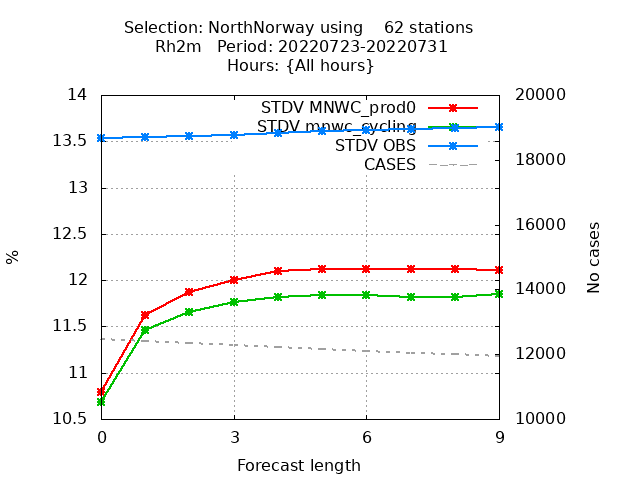 Selection: NorthNorway using 62 stations
Rh2m Period: 20220723-20220731
Hours: {All hours}
14
13.5
13
12.5
12
11.5
11
10.5
20000
18000
16000
14000
12000
10000
STDV MNWC_prod0
STDV mnwc_cycling
STDV OBS
CASES
%
No cases
0
3
6
9
Forecast length